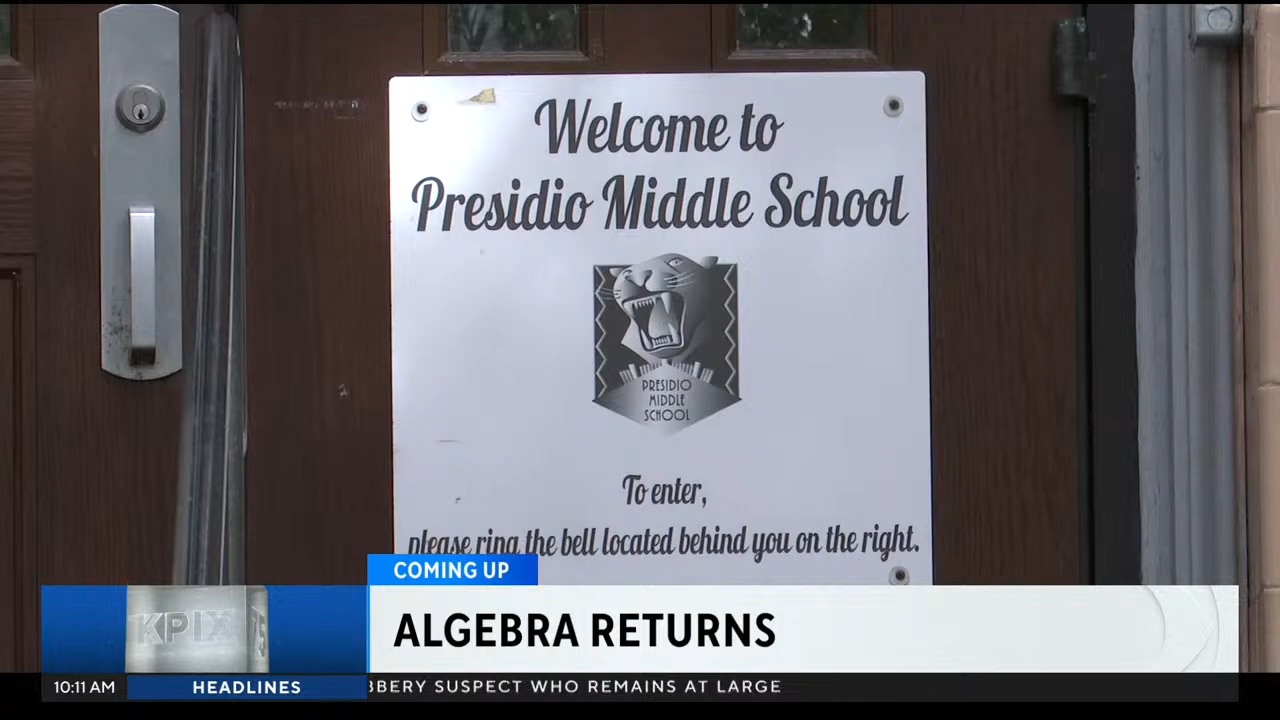 Welcome to
Presidio Middle School
PRESIDIO
MIDDLE
SCHOOL
To enter,
please ring the bell located behind you on the right.
COMING UP
KPIX
ALGEBRA RETURNS
10:11 AM
HEADLINES
BBERY SUSPECT WHO REMAINS AT LARGE